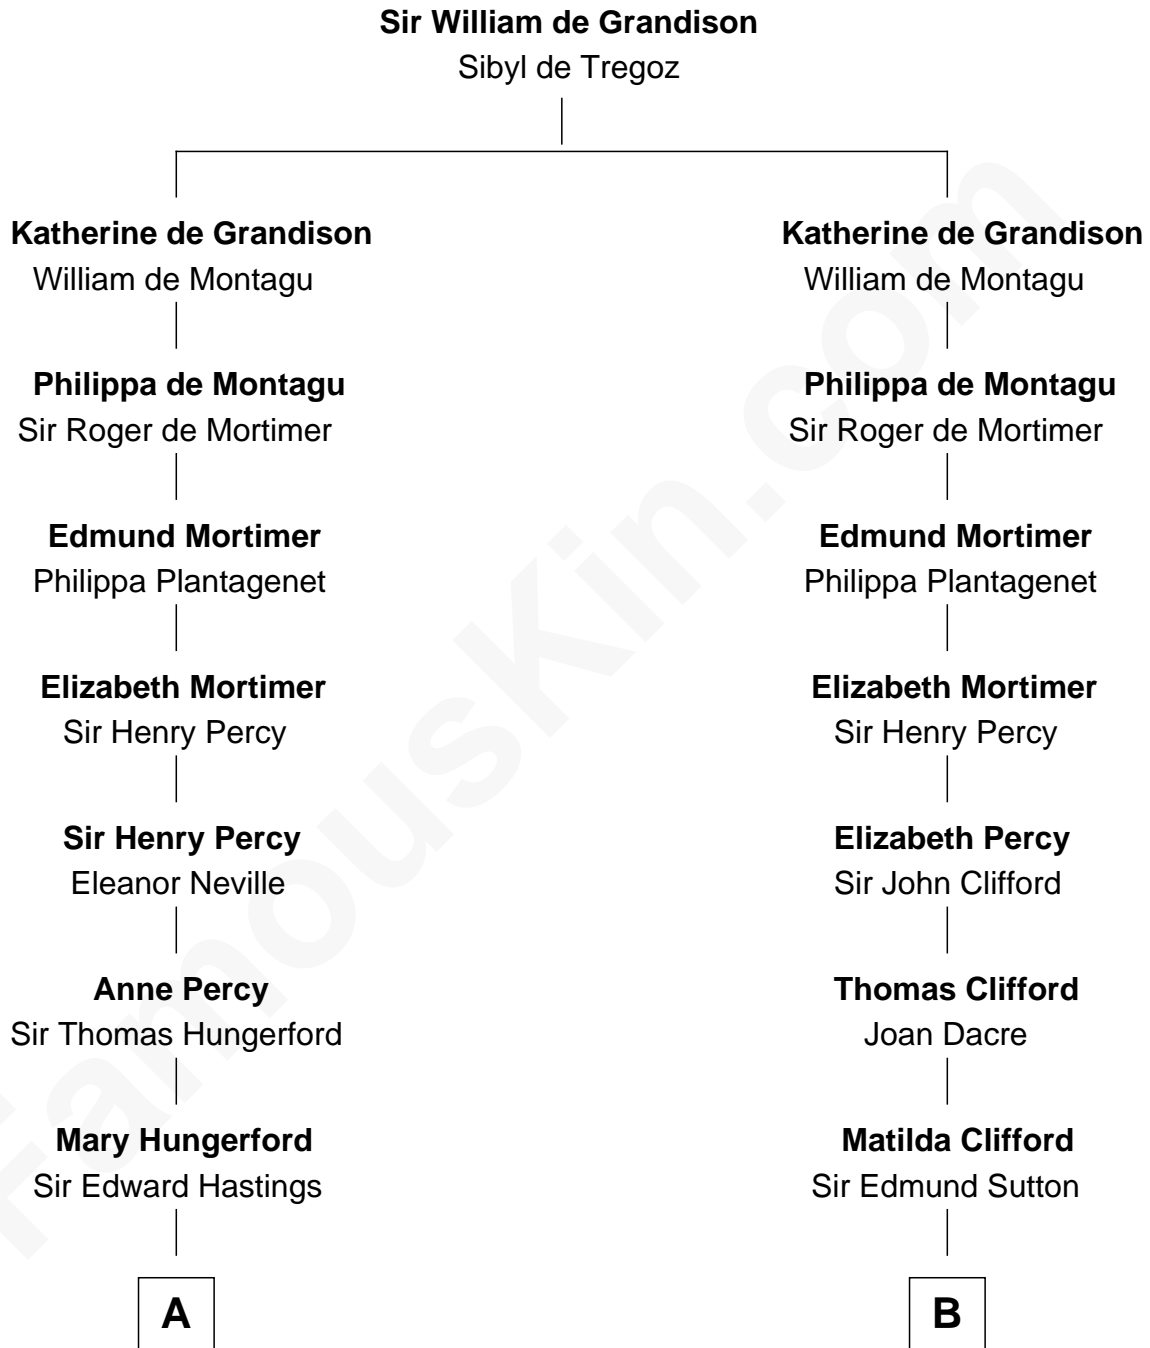 Sir William de Grandison
Sibyl de Tregoz
Katherine de Grandison
William de Montagu
Philippa de Montagu
Sir Roger de Mortimer
Edmund Mortimer
Philippa Plantagenet
Elizabeth Mortimer
Sir Henry Percy
Sir Henry Percy
Eleanor Neville
Anne Percy
Sir Thomas Hungerford
Mary Hungerford
Sir Edward Hastings
A
Katherine de Grandison
William de Montagu
Philippa de Montagu
Sir Roger de Mortimer
Edmund Mortimer
Philippa Plantagenet
Elizabeth Mortimer
Sir Henry Percy
Elizabeth Percy
Sir John Clifford
Thomas Clifford
Joan Dacre
Matilda Clifford
Sir Edmund Sutton
B
FamousKin.com